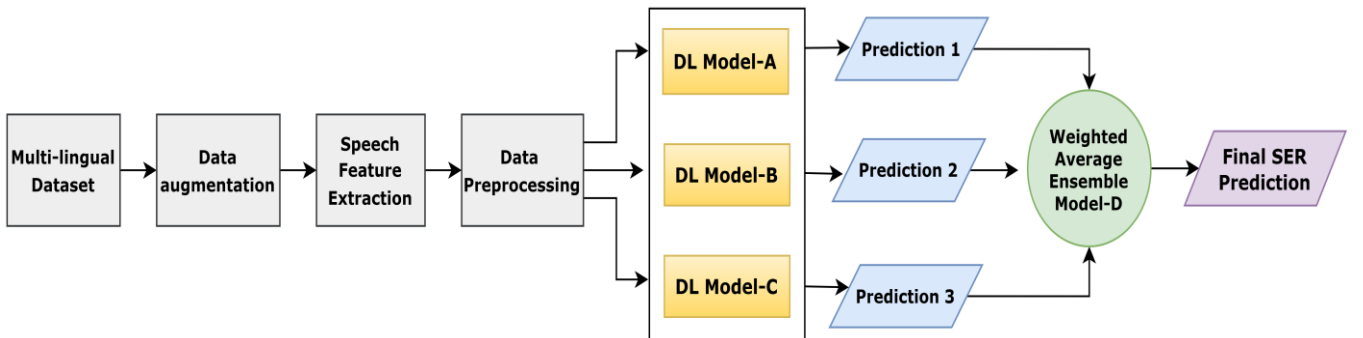 Multi-lingual
Dataset
Data
augmentation
Speech
Feature
Extraction
Data
Preprocessing
DL Model-A
DL Model-B
DL Model-C
Prediction 1
Prediction 2
Prediction 3
Weighted
Average
Ensemble
Model-D
Final SER
Prediction